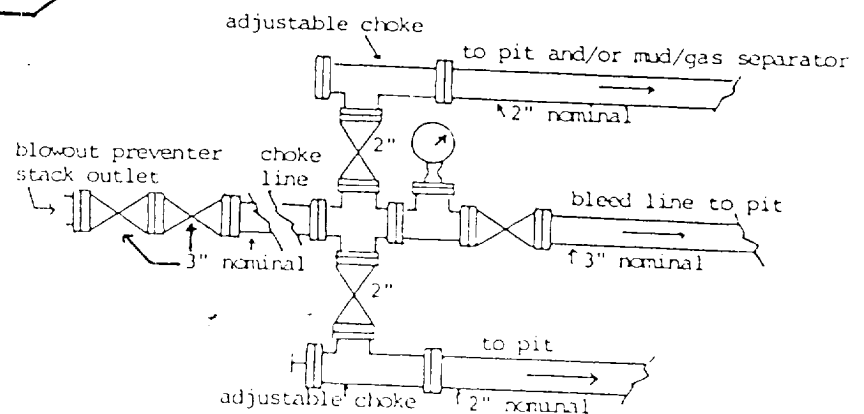 adjustable choke
to pit and/or mud/gas separator
2" nominal
2"
blowout preventer
stack outlet
choke
line
bleed line to pit
3" nominal
3" nominal
2"
to pit
adjustable choke
2" nominal